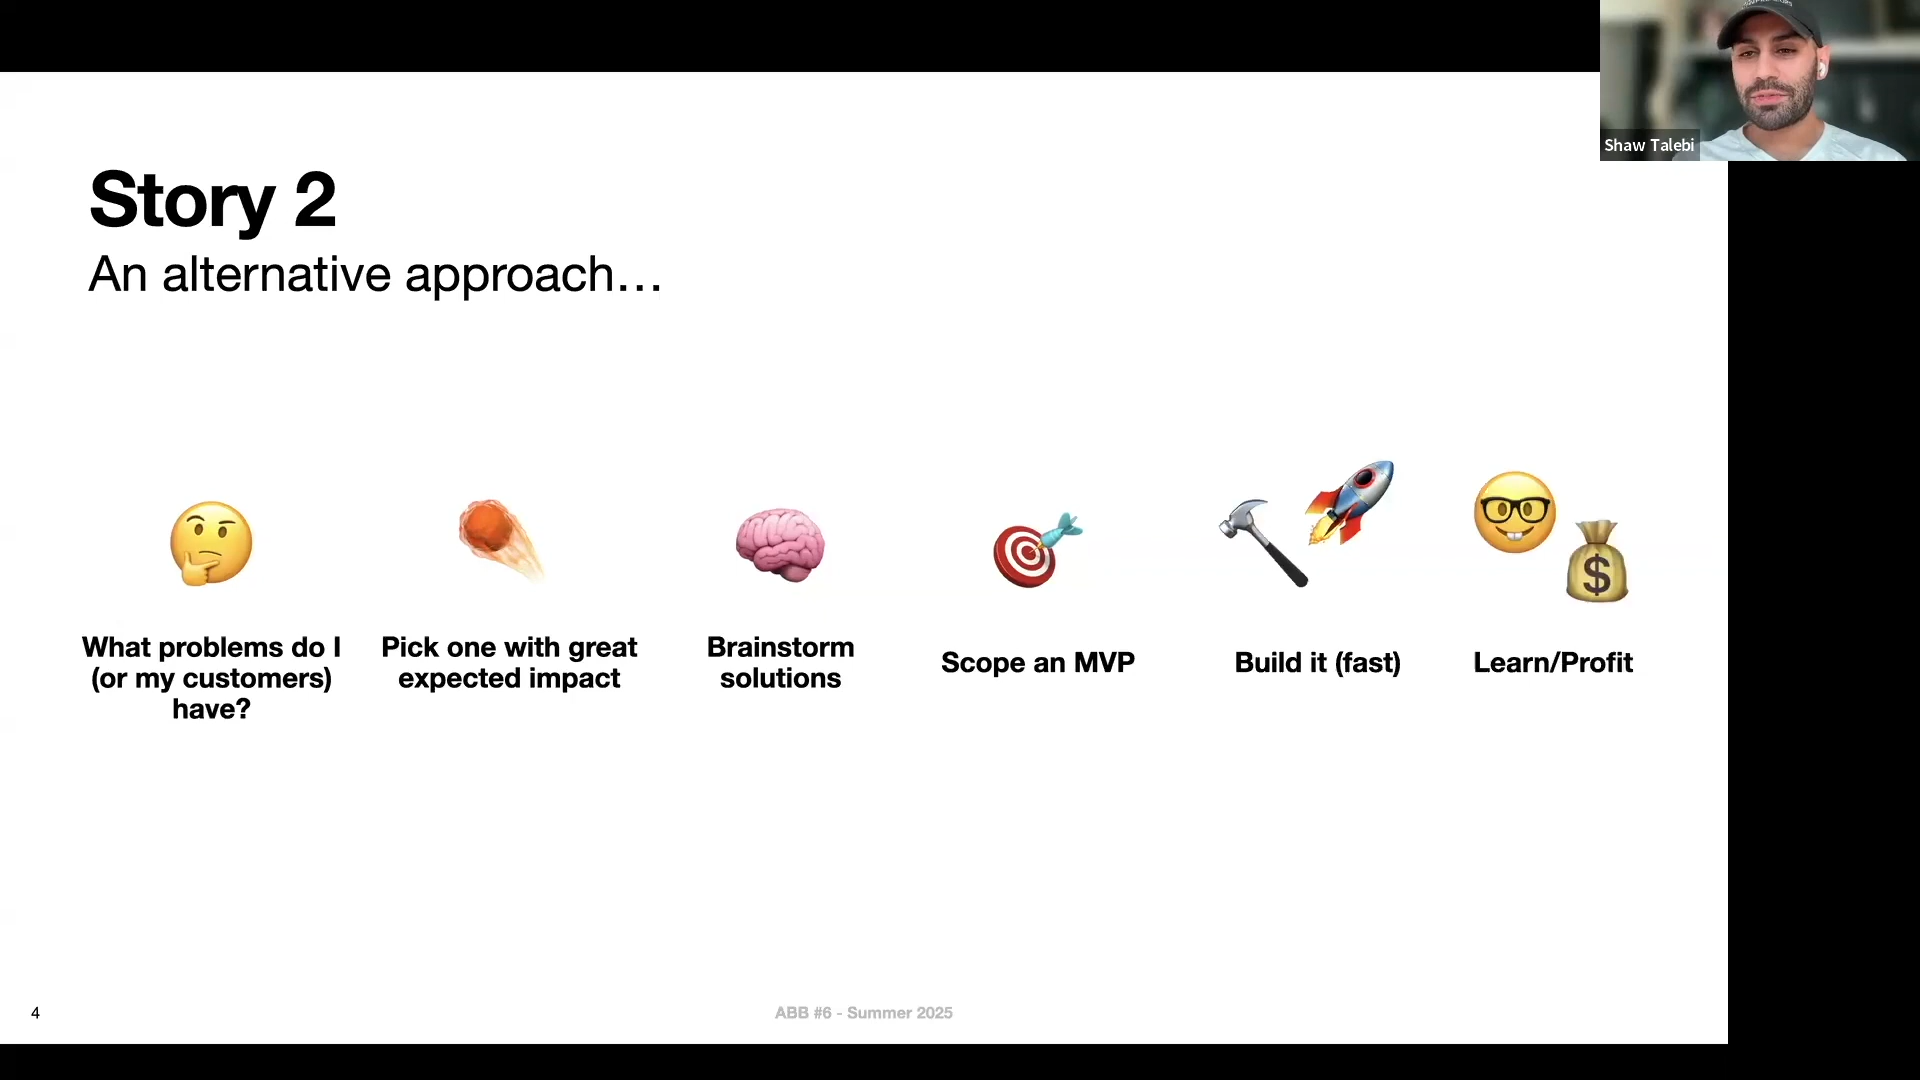 Shaw Talebi
Story 2
An alternative approach…
What problems do I
(or my customers)
have?
Pick one with great
expected impact
Brainstorm
solutions
Scope an MVP
Build it (fast)
Learn/Profit
$
4
ABB #6 - Summer 2025